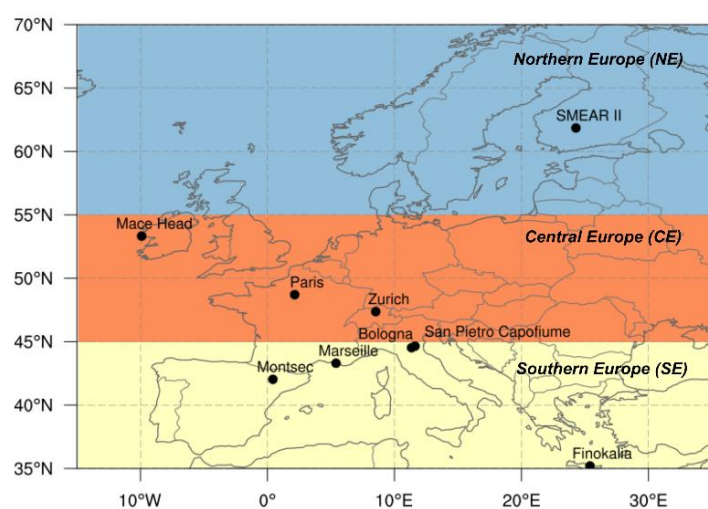 70°N
Northern Europe (NE)
65°N
SMEAR II
60°N
55°N
Mace Head
Central Europe (CE)
50°N
Paris
Zurich
45°N
Bologna
San Pietro Capofiume
Marseille
Montsec
Southern Europe (SE)
40°N
Finokalia
35°N
10°W
0°
10°E
20°E
30°E